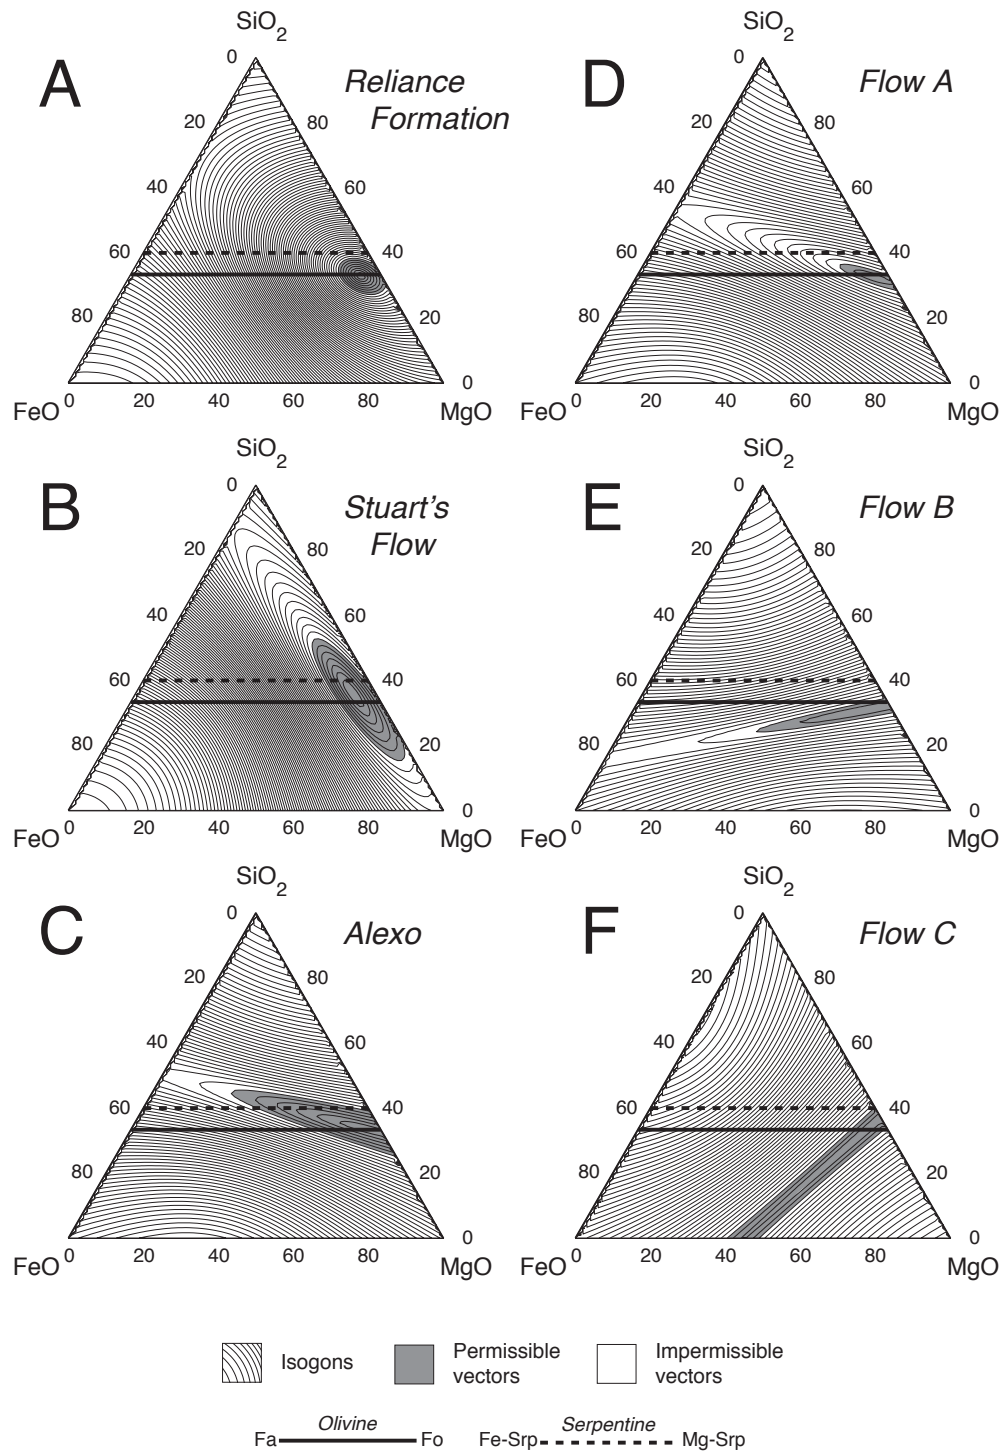 SiO2
A
Reliance
Formation
0
20 80
40 60
60 40
80 20
0
FeO 0 20 40 60 80 MgO
SiO2
D
Flow A
0
20 80
40 60
60 40
80 20
0
FeO 0 20 40 60 80 MgO
SiO2
B
Stuart's
Flow
0
20 80
40 60
60 40
80 20
0
FeO 0 20 40 60 80 MgO
SiO2
E
Flow B
0
20 80
40 60
60 40
80 20
0
FeO 0 20 40 60 80 MgO
SiO2
C
Alexo
0
20 80
40 60
60 40
80 20
0
FeO 0 20 40 60 80 MgO
SiO2
F
Flow C
0
20 80
40 60
60 40
80 20
0
FeO 0 20 40 60 80 MgO
Isogons
Permissible
vectors
Impermissible
vectors
Olivine
Fa Fo
Serpentine
Fe-Srp Mg-Srp